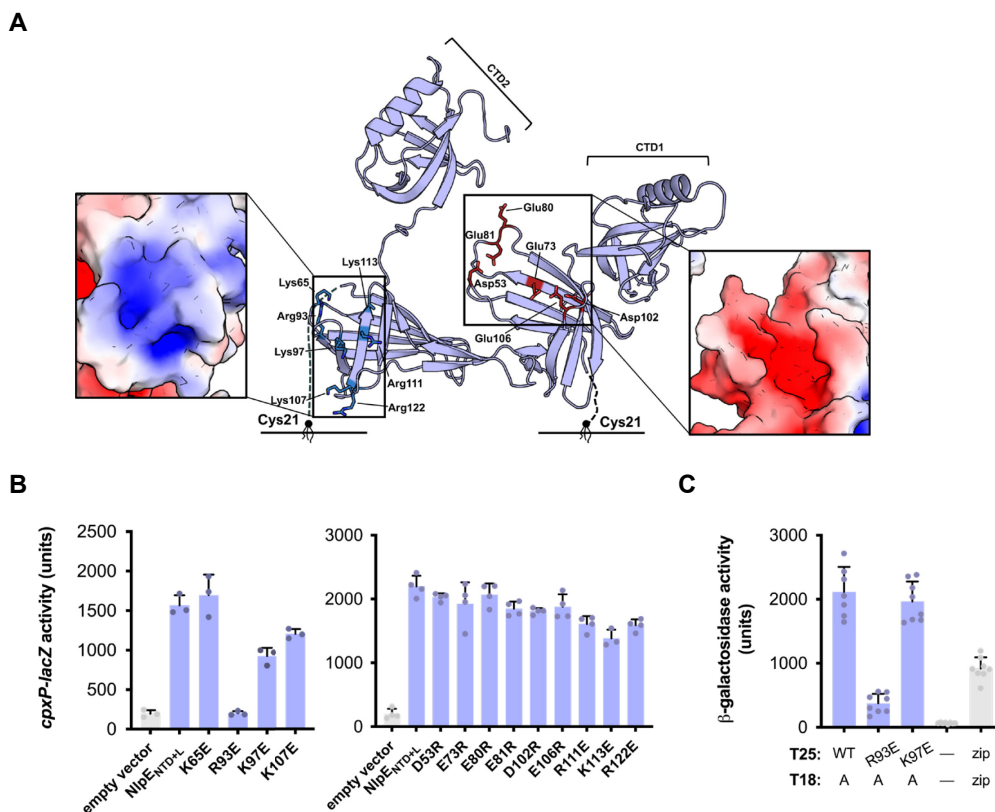 A
CTD2
CTD1
Glu80
Glu81
Glu73
Lys113
Lys65
Asp53
Arg93
Asp102
Glu106
Lys97
Arg111
Lys107
Arg122
Cys21
Cys21
B
C
cpxP-lacZ activity (units)
2500
2000
1500
1000
500
0
empty vector
NlpENTD+L
K65E
R93E
K97E
K107E
3000
2000
1000
0
empty vector
NlpENTD+L
D53R
E73R
E80R
E81R
D102R
E106R
R111E
K113E
R122E
β-galactosidase activity
(units)
3000
2000
1000
0
T25: WT R93E K97E — zip
T18: A A A — zip